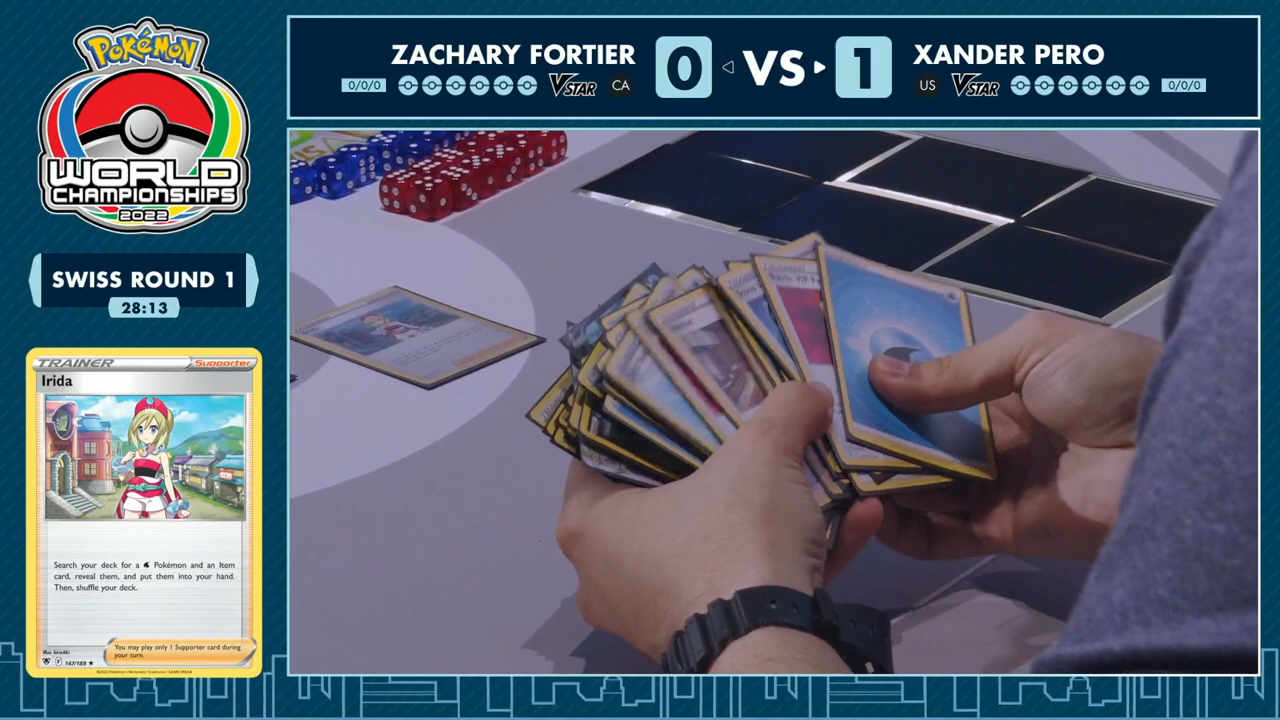 Pokémon
WORLD
CHAMPIONSHIPS
2022
ZACHARY FORTIER
0
VS
1
XANDER PERO
0/0/0
VSTAR
CA
US
VSTAR
0/0/0
SWISS ROUND 1
28:13
TRAINER
Supporter
Irida
Search your deck for a Pokémon and an Item
card, reveal them, and put them into your hand.
Then, shuffle your deck.
You may play only 1 Supporter card during
your turn.
147/189